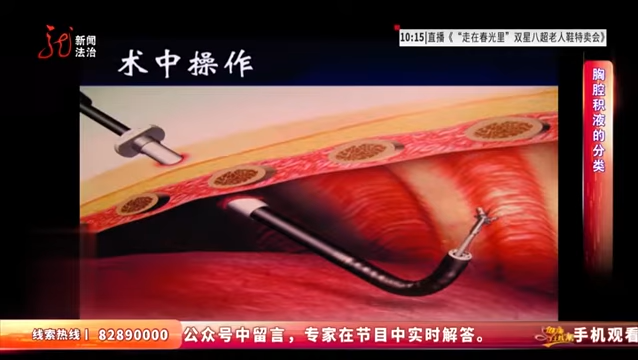 新闻
法治
10:15|直播《“走在春光里”双星八超老人鞋特卖会》
术中操作
胸腔积液的分类
线索热线丨 82890000
公众号中留言，专家在节目中实时解答。
手机观看